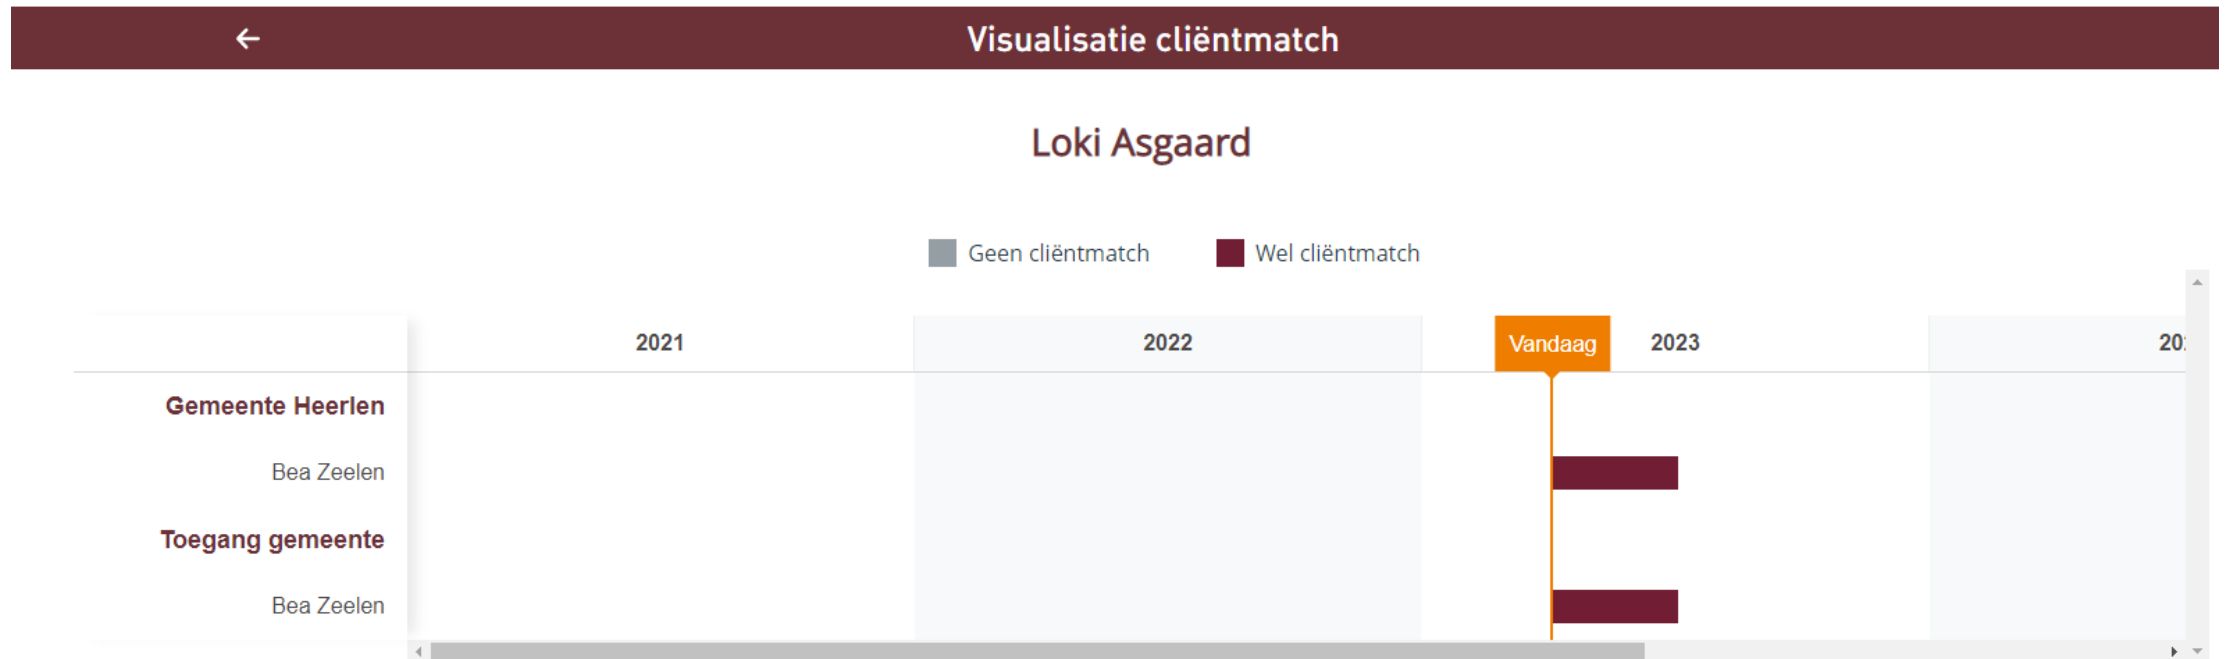 Visualisatie cliëntmatch
Loki Asgaard
Geen cliëntmatch Wel cliëntmatch
2021 2022 Vandaag 2023
Gemeente Heerlen
Bea Zeelen
Toegang gemeente
Bea Zeelen